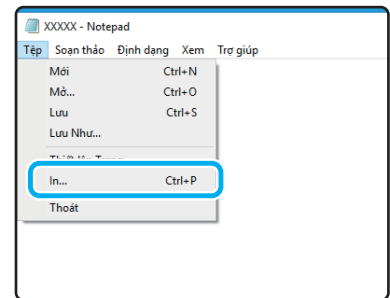 XXXXX - Notepad
Tệp Soạn thảo Định dạng Xem Trợ giúp
Mới Ctrl+N
Mở... Ctrl+O
Lưu Ctrl+S
Lưu Như...
In... Ctrl+P
Thoát